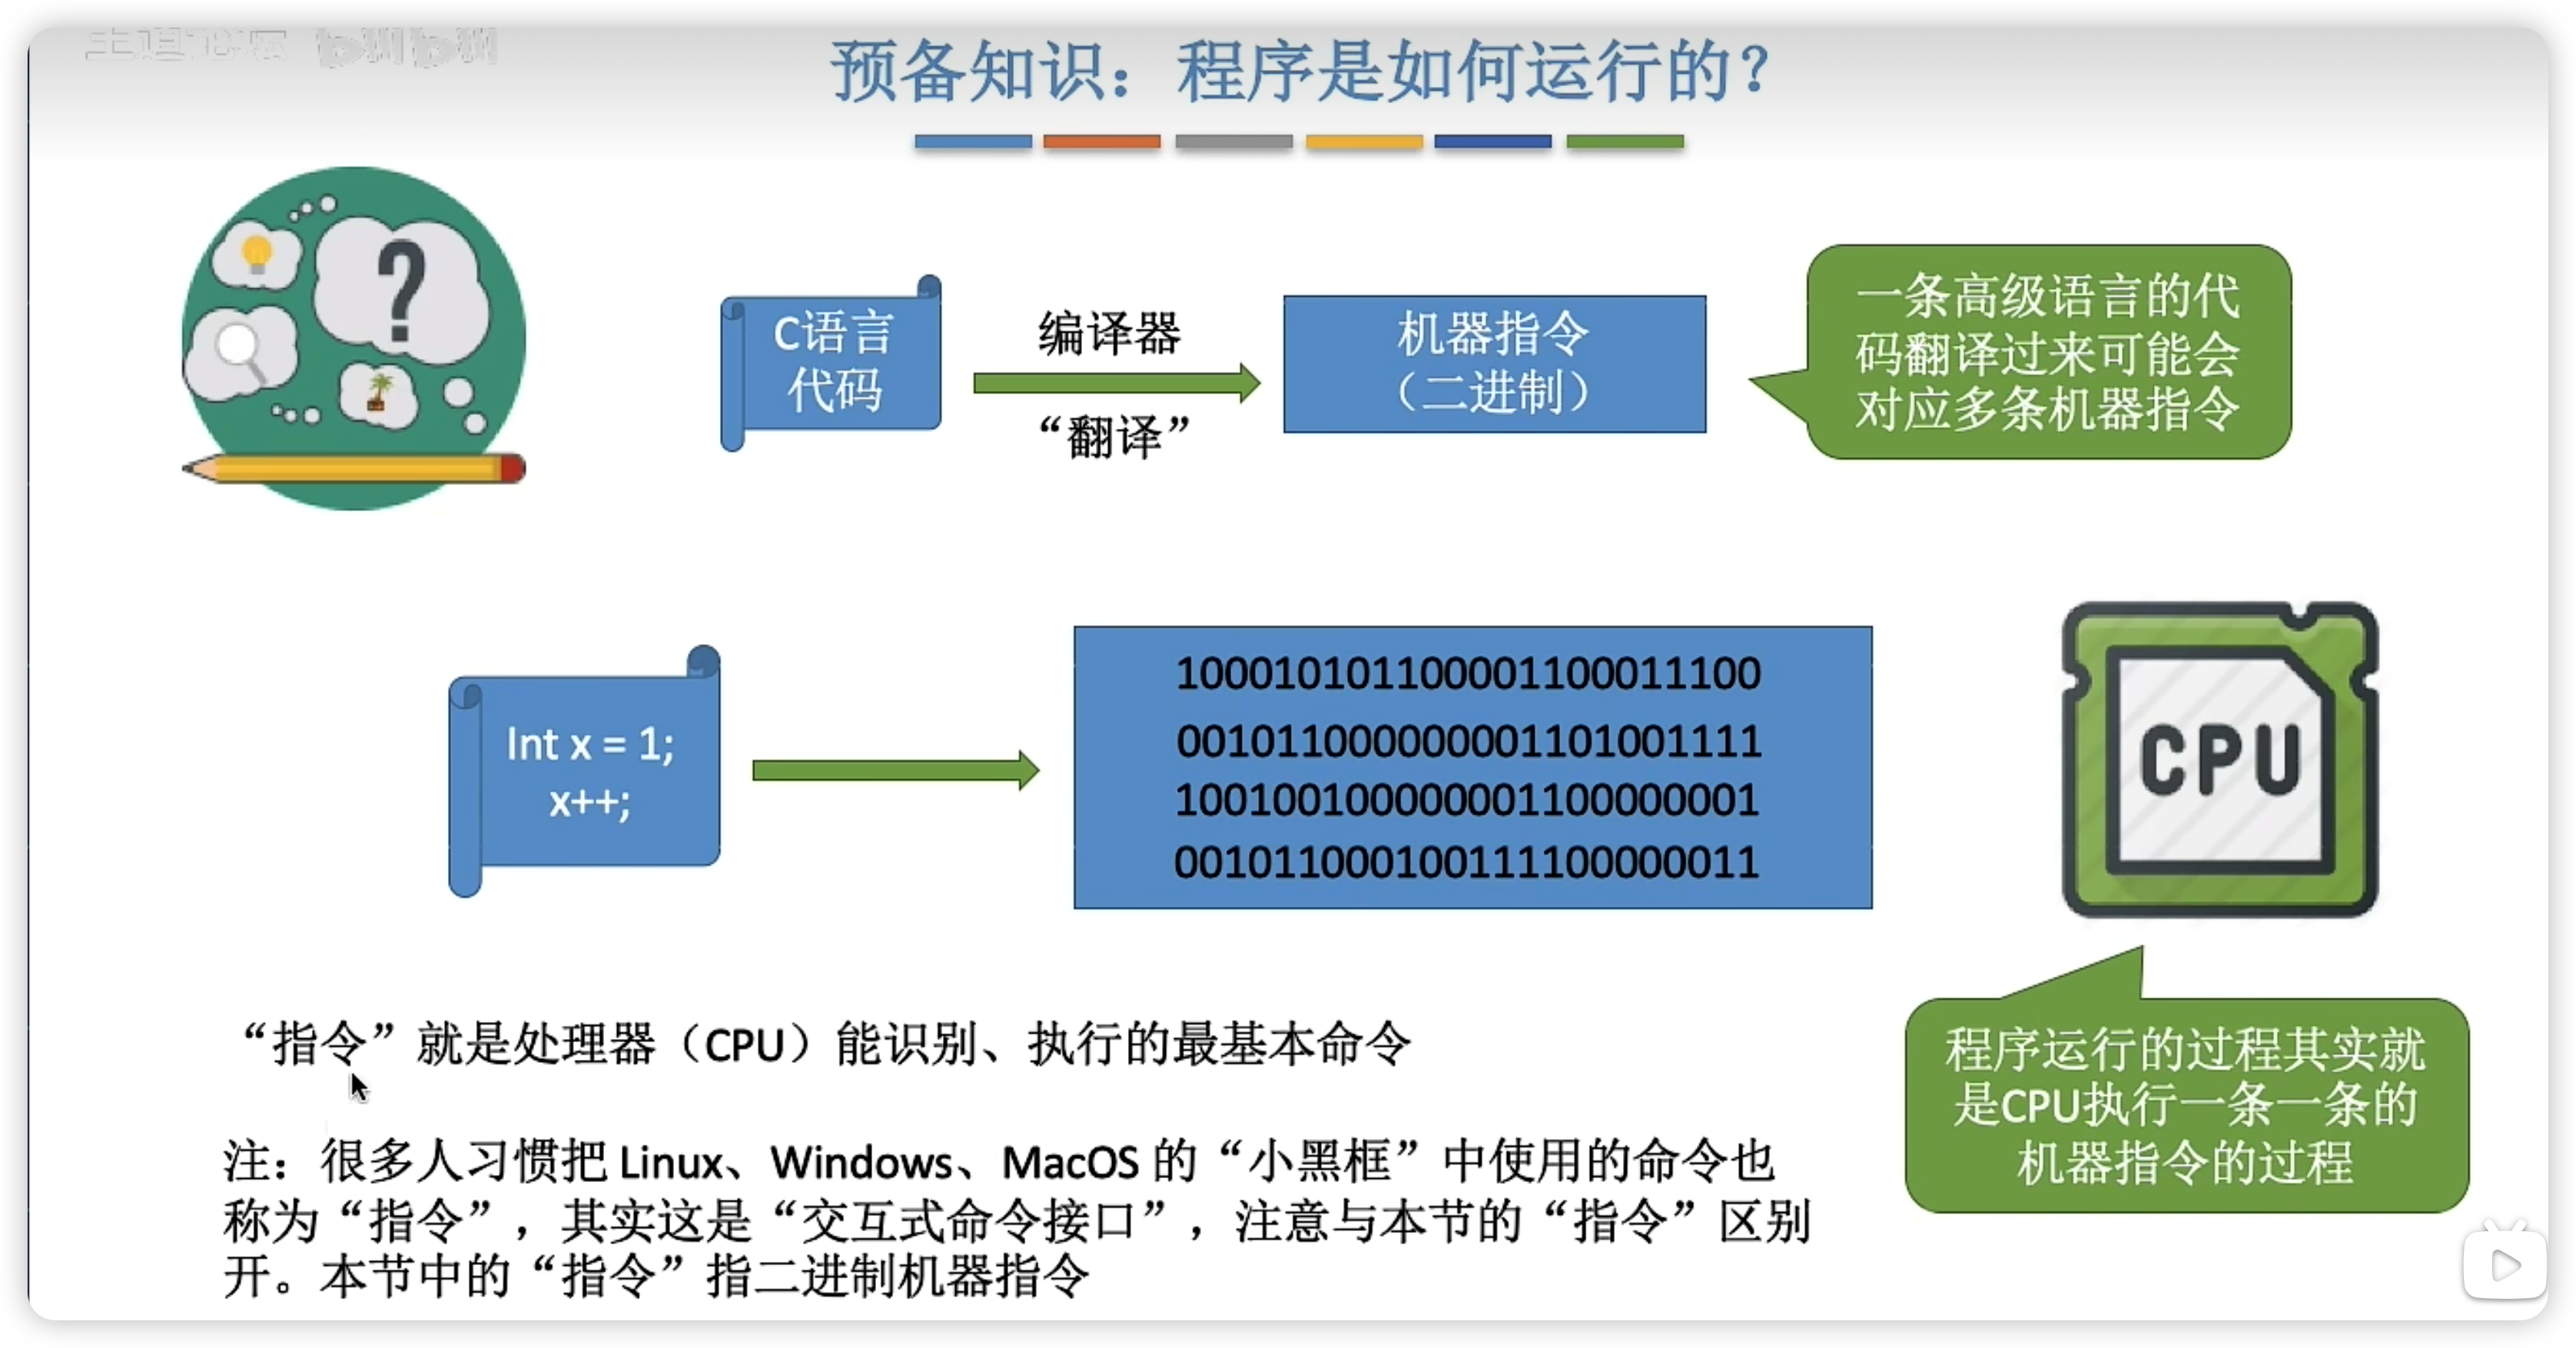 预备知识：程序是如何运行的？
C语言
代码
编译器
“翻译”
机器指令
（二进制）
一条高级语言的代
码翻译过来可能会
对应多条机器指令
Int x = 1;
x++;
100010101100001100011100
001011000000001101001111
100100100000001100000001
001011000100111100000011
CPU
“指令”就是处理器（CPU）能识别、执行的最基本命令
程序运行的过程其实就
是CPU执行一条一条的
机器指令的过程
注：很多人习惯把 Linux、Windows、MacOS 的“小黑框”中使用的命令也
称为“指令”，其实这是“交互式命令接口”，注意与本节的“指令”区别
开。本节中的“指令”指二进制机器指令